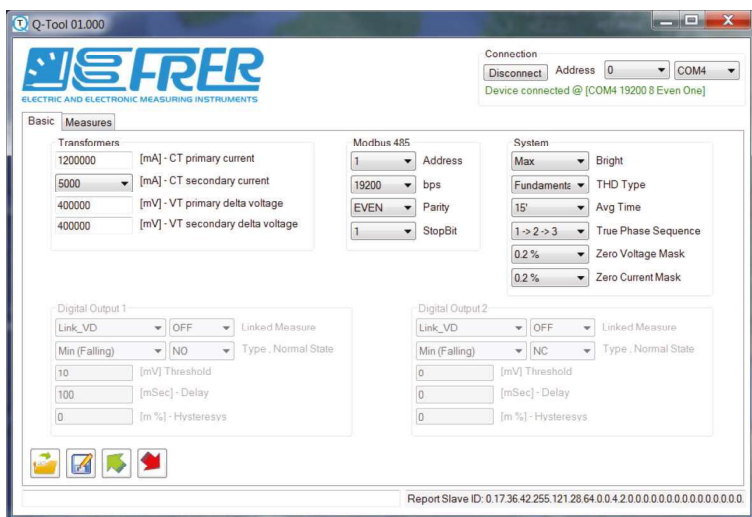 Q-Tool 01.000
FRER
ELECTRIC AND ELECTRONIC MEASURING INSTRUMENTS
Connection
Disconnect Address 0 COM4
Device connected @ [COM4 19200 8 Even One]
Basic Measures
Transformers
1200000 [mA] - CT primary current
5000 [mA] - CT secondary current
400000 [mV] - VT primary delta voltage
400000 [mV] - VT secondary delta voltage
Modbus 485
1 Address
19200 bps
EVEN Parity
1 StopBit
System
Max Bright
Fundamenta THD Type
15' Avg Time
1 -> 2 -> 3 True Phase Sequence
0.2 % Zero Voltage Mask
0.2 % Zero Current Mask
Digital Output 1
Link_VD OFF Linked Measure
Min (Falling) NO Type , Normal State
10 [mV] Threshold
100 [mSec] - Delay
0 [m %] - Hysteresys
Digital Output 2
Link_VD OFF Linked Measure
Min (Falling) NC Type , Normal State
0 [mV] Threshold
0 [mSec] - Delay
0 [m %] - Hysteresys
Report Slave ID: 0.17.36.42.255.121.28.64.0.0.4.2.0.0.0.0.0.0.0.0.0.0.0.0.0.0.